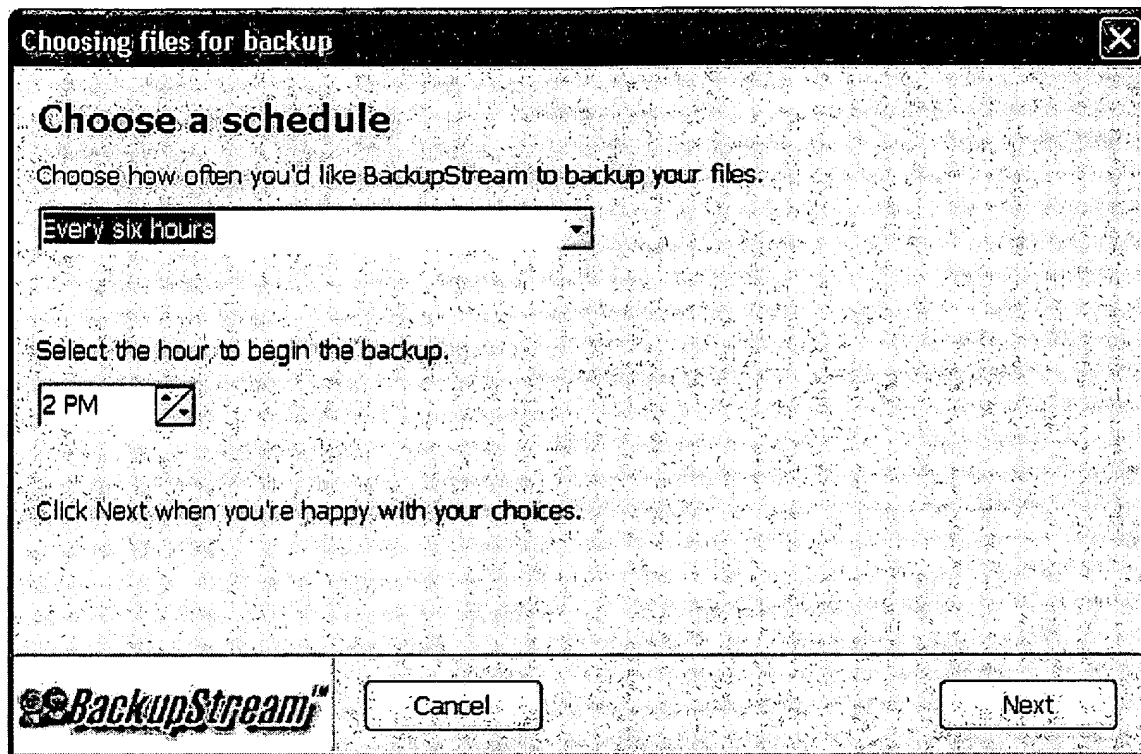 Choosing files for backup
Choose a schedule
Choose how often you'd like BackupStream to backup your files.
Every six hours
Select the hour to begin the backup.
2 PM
Click Next when you're happy with your choices.
BackupStream™
Cancel
Next